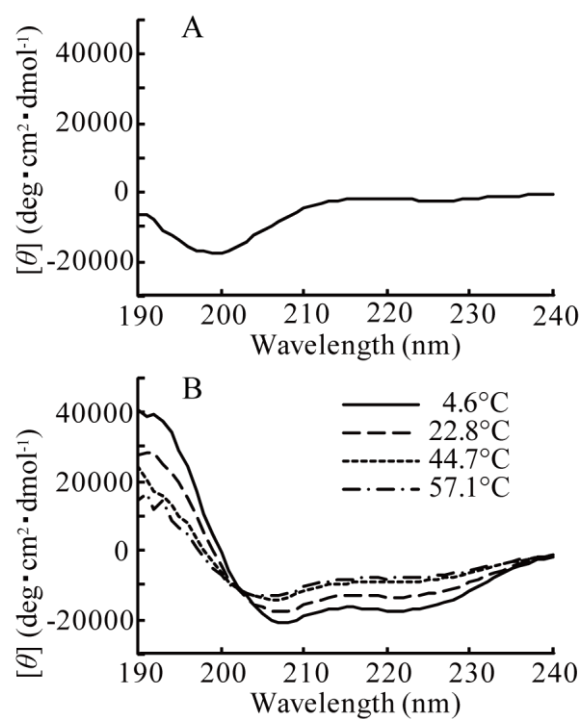 A
40000
20000
0
-20000
[θ] (deg▪cm²▪dmol⁻¹)
190 200 210 220 230 240
Wavelength (nm)
B
4.6°C
22.8°C
44.7°C
57.1°C
40000
20000
0
-20000
[θ] (deg▪cm²▪dmol⁻¹)
190 200 210 220 230 240
Wavelength (nm)